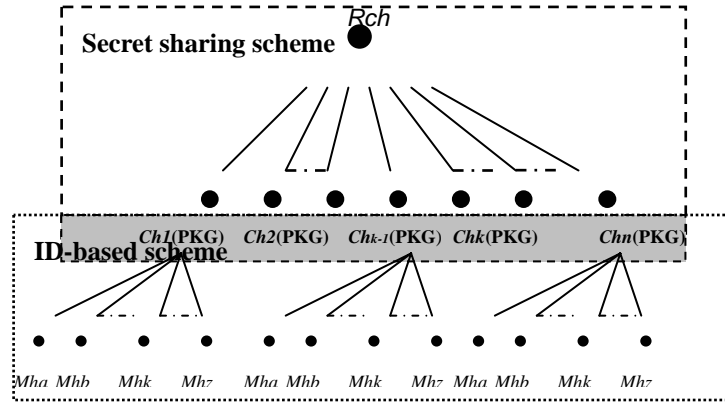 Rch
Secret sharing scheme
Ch1(PKG) Ch2(PKG) Chk-1(PKG) Chk(PKG) Chn(PKG)
ID-based scheme
Mha Mhb Mhk Mhz Mha Mhb Mhk Mhz Mha Mhb Mhk Mhz